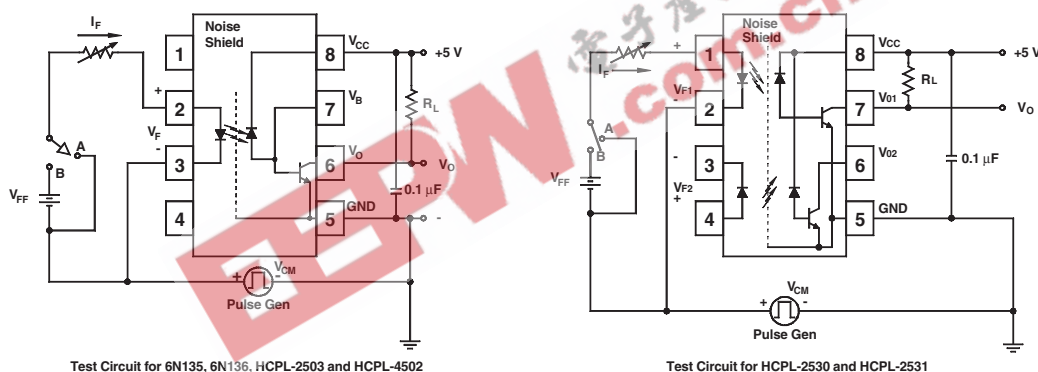 I_F
Noise
Shield
1
2
3
4
8
7
6
5
V_CC
V_B
V_O
GND
+
V_F
-
A
B
V_FF
+5 V
R_L
V_O
0.1 µF
-
+
V_CM
-
Pulse Gen
Test Circuit for 6N135, 6N136, HCPL-2503 and HCPL-4502
EEPW
.com.cn
I_F
Noise
Shield
+
V_F1
-
-
V_F2
+
1
2
3
4
8
7
6
5
V_CC
V_01
V_02
GND
A
B
V_FF
+5 V
R_L
V_O
0.1 µF
+
V_CM
-
Pulse Gen
Test Circuit for HCPL-2530 and HCPL-2531